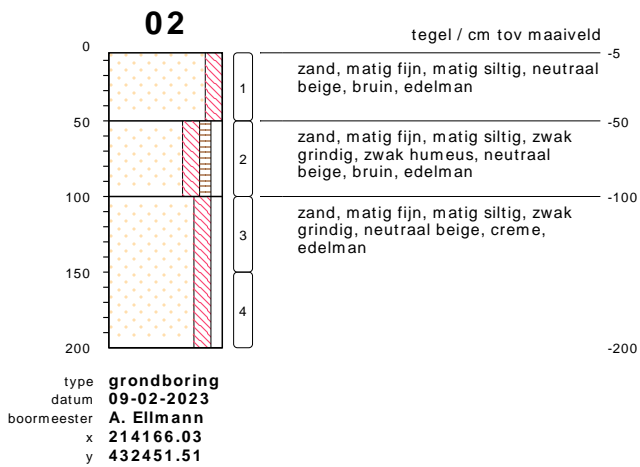 02
tegel / cm tov maaiveld
0
-5
zand, matig fijn, matig siltig, neutraal
beige, bruin, edelman
1
50
-50
zand, matig fijn, matig siltig, zwak
grindig, zwak humeus, neutraal
beige, bruin, edelman
2
100
-100
zand, matig fijn, matig siltig, zwak
grindig, neutraal beige, creme,
edelman
3
150
4
200
-200
type grondboring
datum 09-02-2023
boormeester A. Ellmann
x 214166.03
y 432451.51